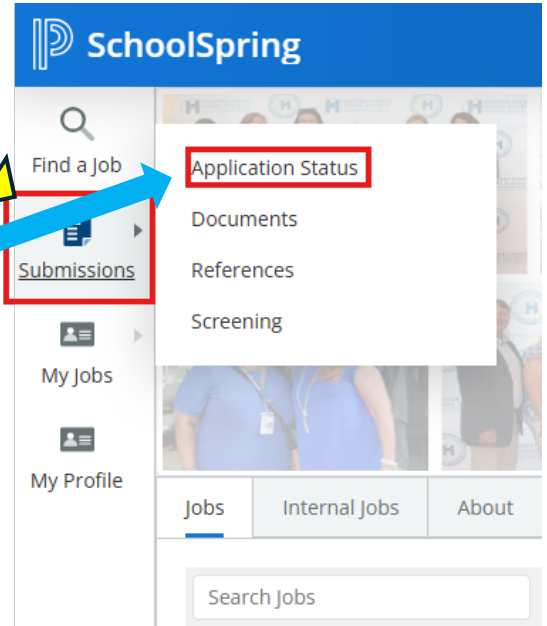 SchoolSpring
Find a Job
Submissions
My Jobs
My Profile
Application Status
Documents
References
Screening
Jobs Internal Jobs About
Search Jobs